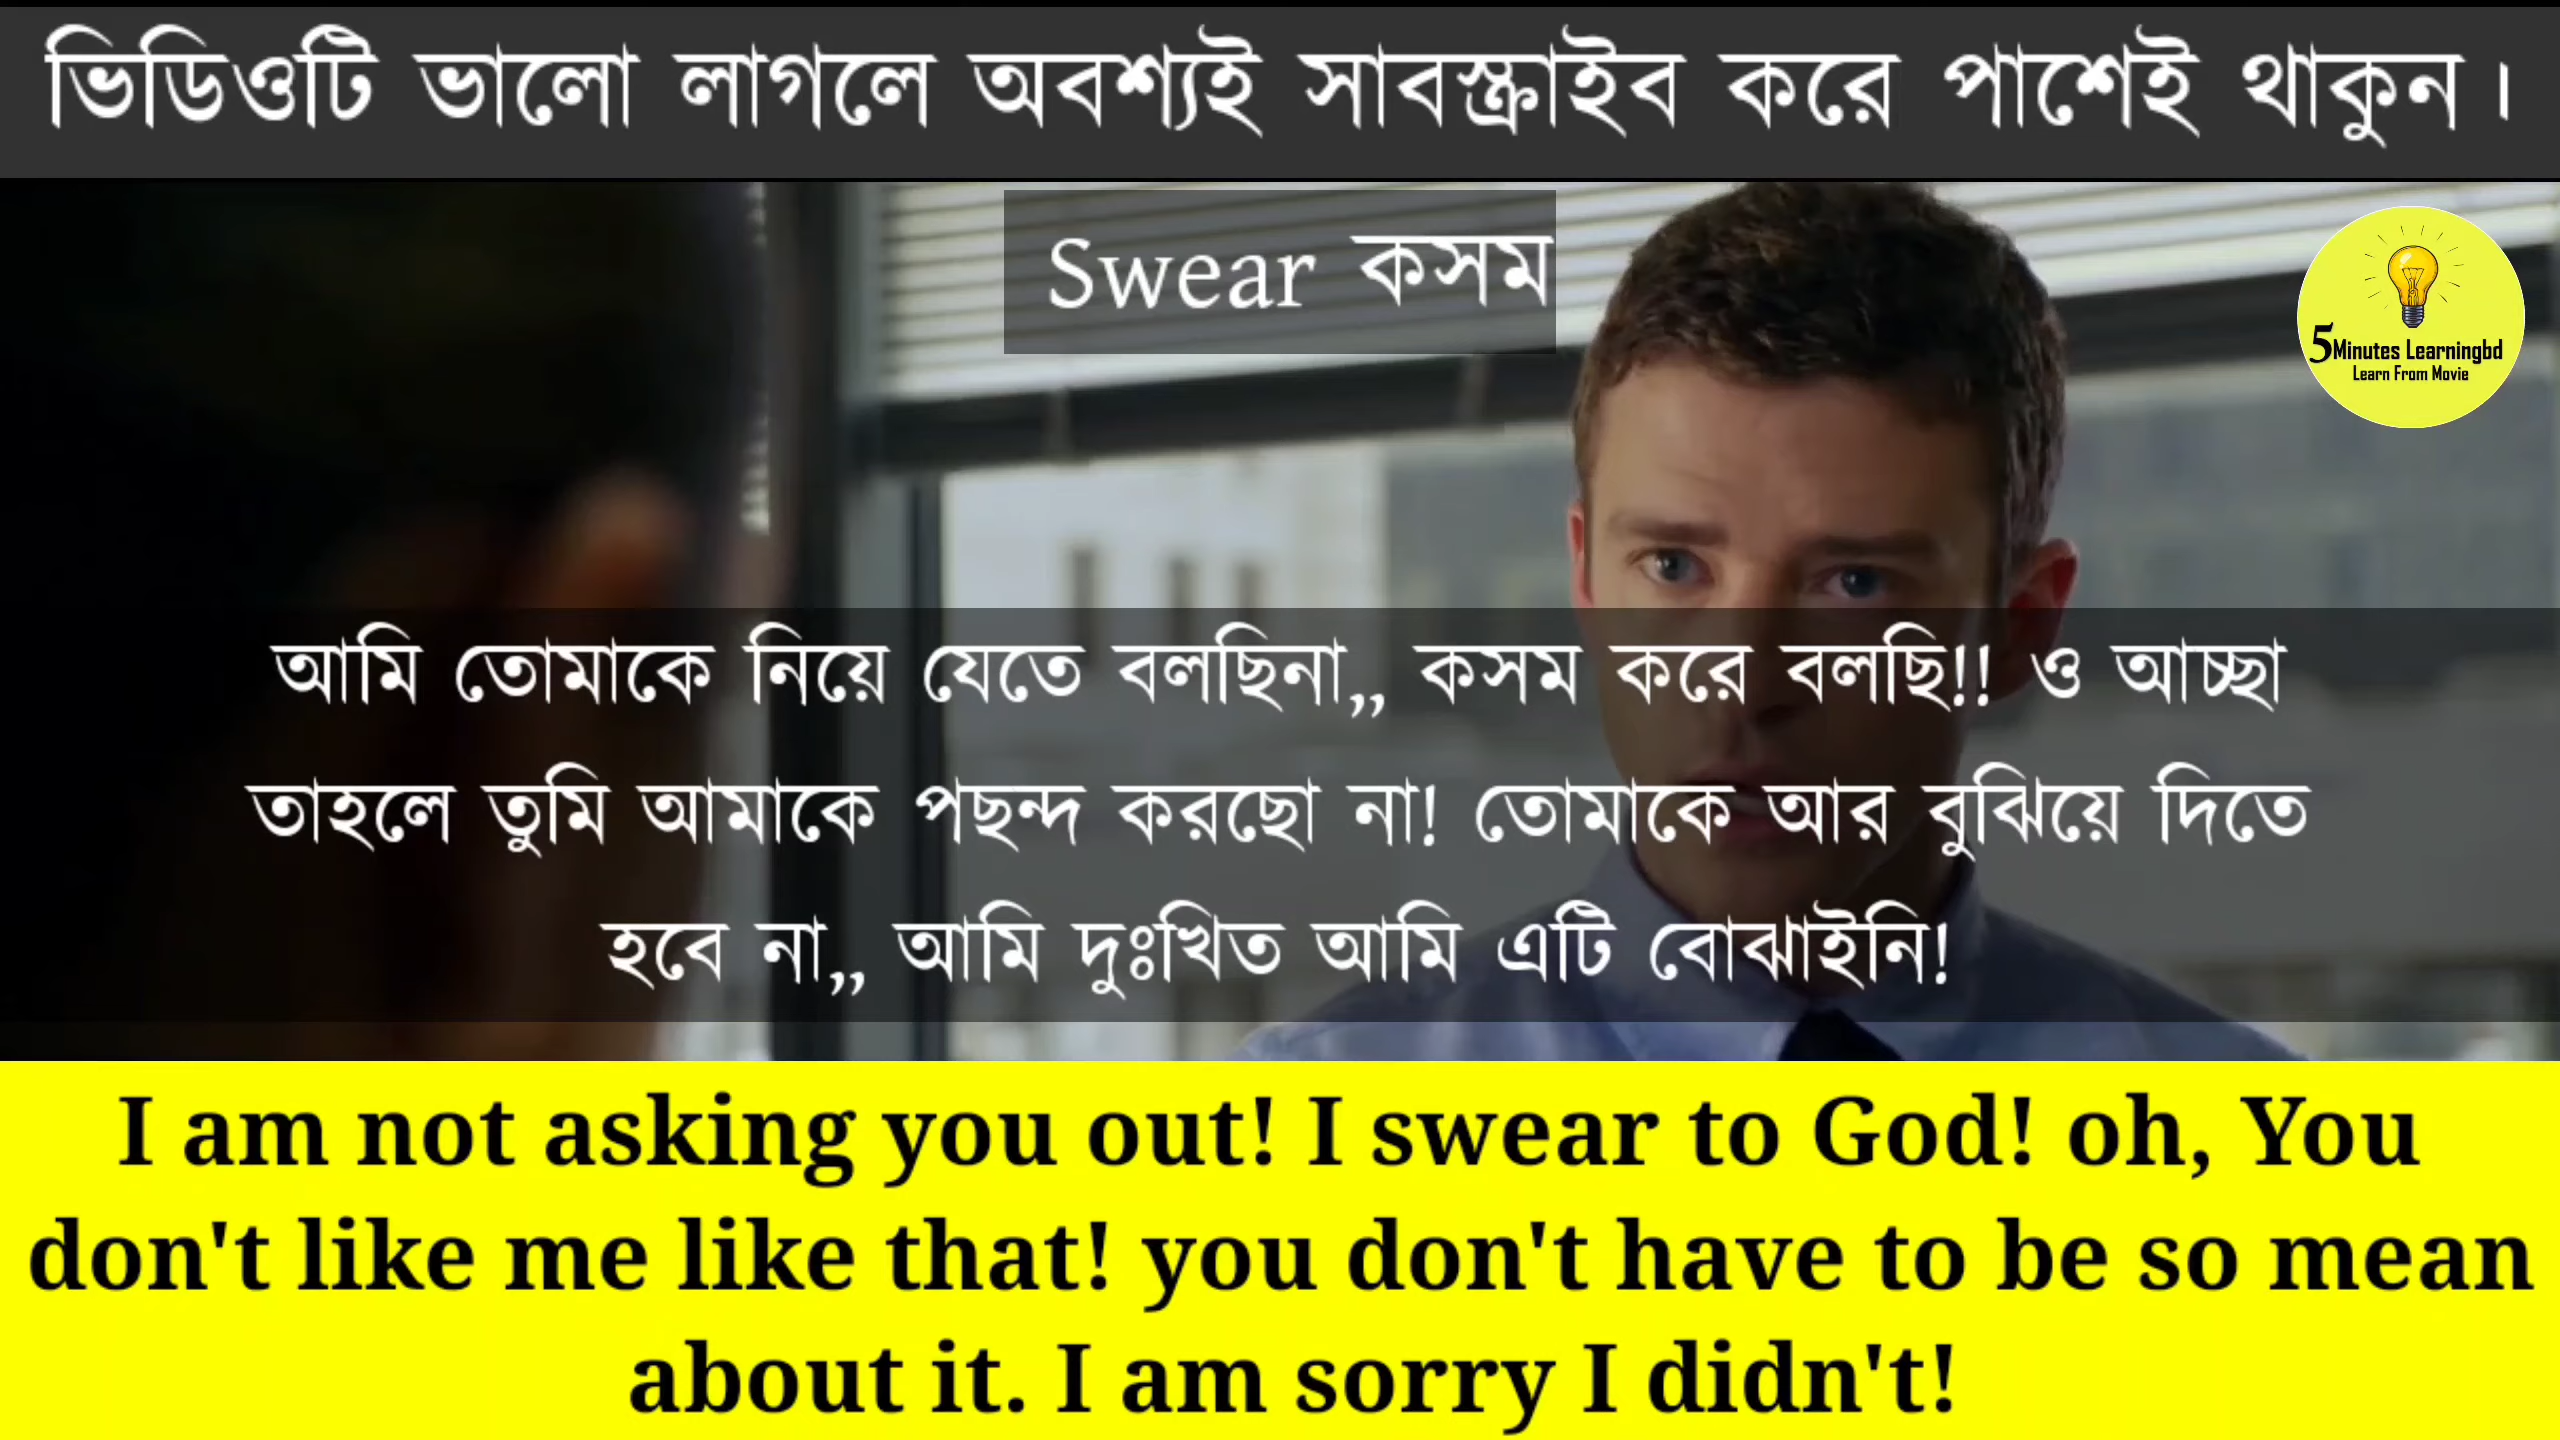 ভিডিওটি ভালো লাগলে অবশ্যই সাবস্ক্রাইব করে পাশেই থাকুন।
Swear কসম
5Minutes Learningbd
Learn From Movie
আমি তোমাকে নিয়ে যেতে বলছিনা,, কসম করে বলছি!! ও আচ্ছা
তাহলে তুমি আমাকে পছন্দ করছো না! তোমাকে আর বুঝিয়ে দিতে
হবে না,, আমি দুঃখিত আমি এটি বোঝাইনি!
I am not asking you out! I swear to God! oh, You
don't like me like that! you don't have to be so mean
about it. I am sorry I didn't!